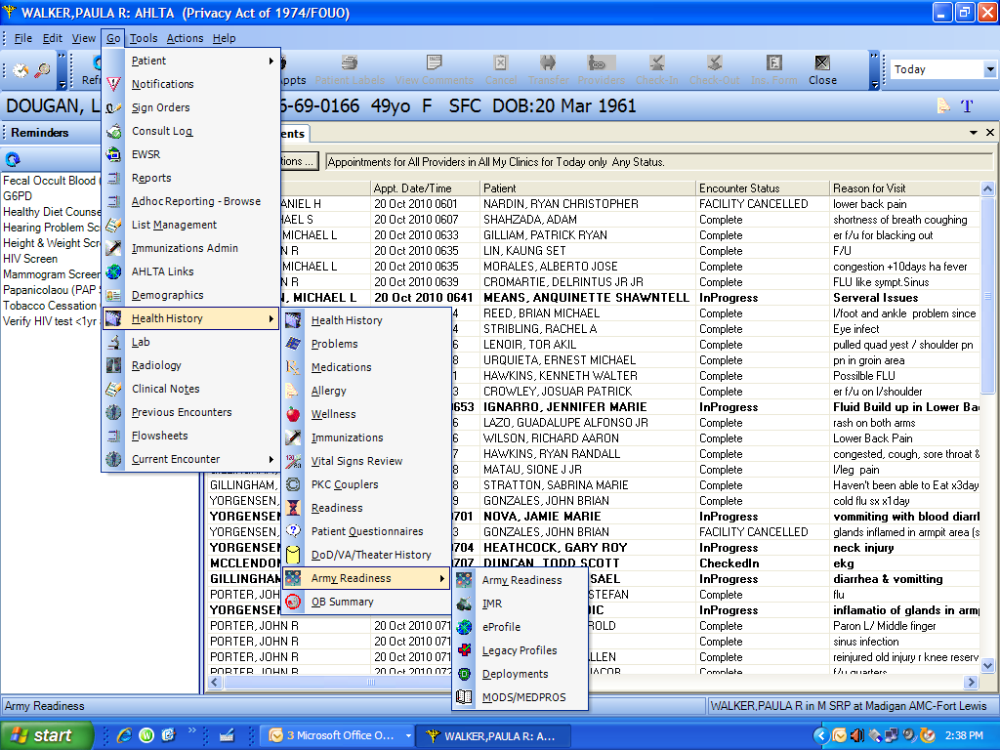 WALKER,PAULA R: AHLTA (Privacy Act of 1974/FOUO)
File Edit View Go Tools Actions Help
Refr Appts Patient Labels View Comments Cancel Transfer Providers Check-In Check-Out Ins. Form Close Today
DOUGAN, L 6-69-0166 49yo F SFC DOB:20 Mar 1961 T
Reminders
Fecal Occult Blood (
G6PD
Healthy Diet Counse
Hearing Problem Sc
Height & Weight Scre
HIV Screen
Mammogram Screen
Papanicolaou (PAP S
Tobacco Cessation
Verify HIV test <1yr
Patient
Notifications
Sign Orders
Consult Log
EWSR
Reports
Adhoc Reporting - Browse
List Management
Immunizations Admin
AHLTA Links
Demographics
Health History
Lab
Radiology
Clinical Notes
Previous Encounters
Flowsheets
Current Encounter
Health History
Problems
Medications
Allergy
Wellness
Immunizations
Vital Signs Review
PKC Couplers
Readiness
Patient Questionnaires
DoD/VA/Theater History
Army Readiness
OB Summary
Army Readiness
IMR
eProfile
Legacy Profiles
Deployments
MODS/MEDPROS
ents
ions ... Appointments for All Providers in All My Clinics for Today only Any Status.
Appt. Date/Time Patient Encounter Status Reason for Visit
ANIEL H 20 Oct 2010 0601 NARDIN, RYAN CHRISTOPHER FACILITY CANCELLED lower back pain
AEL S 20 Oct 2010 0607 SHAHZADA, ADAM Complete shortness of breath coughing
MICHAEL L 20 Oct 2010 0633 GILLIAM, PATRICK RYAN Complete er f/u for blacking out
N R 20 Oct 2010 0635 LIN, KAUNG SET Complete F/U
MICHAEL L 20 Oct 2010 0635 MORALES, ALBERTO JOSE Complete congestion +10days ha fever
N R 20 Oct 2010 0639 CROMARTIE, DELRINTUS JR JR Complete FLU like sympt.Sinus
N, MICHAEL L 20 Oct 2010 0641 MEANS, ANQUINETTE SHAWNTELL InProgress Serveral Issues
4 REED, BRIAN MICHAEL Complete l/foot and ankle problem since
4 STRIBLING, RACHEL A Complete Eye infect
6 LENOIR, TOR AKIL Complete pulled quad yest / shoulder pn
8 URQUIETA, ERNEST MICHAEL Complete pn in groin area
1 HAWKINS, KENNETH WALTER Complete Possilble FLU
3 CROWLEY, JOSUAR PATRICK Complete er f/u on l/shoulder
0653 IGNARRO, JENNIFER MARIE InProgress Fluid Build up in Lower Bac
6 LAZO, GUADALUPE ALFONSO JR Complete rash on both arms
6 WILSON, RICHARD AARON Complete Lower Back Pain
7 HAWKINS, RYAN RANDALL Complete congested, cough, sore throat &
8 MATAU, SIONE J JR Complete l/leg pain
GILLINGHAM, 8 STRATTON, SABRINA MARIE Complete Haven't been able to Eat x3day
YORGENSEN, 9 GONZALES, JOHN BRIAN Complete cold flu sx x1day
YORGENSEN, 0701 NOVA, JAMIE MARIE InProgress vommiting with blood diarrl
YORGENSEN, 3 GONZALES, JOHN BRIAN FACILITY CANCELLED glands inflamed in armpit area (s
YORGENSEN, 0704 HEATHCOCK, GARY ROY InProgress neck injury
MCCLENDON 0707 DUNCAN, TODD SCOTT CheckedIn ekg
GILLINGHAM, SAEL InProgress diarrhea & vomitting
PORTER, JOHN R STEFAN Complete flu
YORGENSEN, IC InProgress inflamatio of glands in arm
PORTER, JOHN R 20 Oct 2010 071 ROLD Complete Paron L/ Middle finger
PORTER, JOHN R 20 Oct 2010 071 Complete sinus infection
PORTER, JOHN R 20 Oct 2010 071 ALLEN Complete reinjured old injury r knee reserv
PORTER, JOHN R 20 Oct 2010 072 JACOB Complete f/u quarters
Army Readiness WALKER,PAULA R in M SRP at Madigan AMC-Fort Lewis
start 3 Microsoft Office O... WALKER,PAULA R: A... 2:38 PM